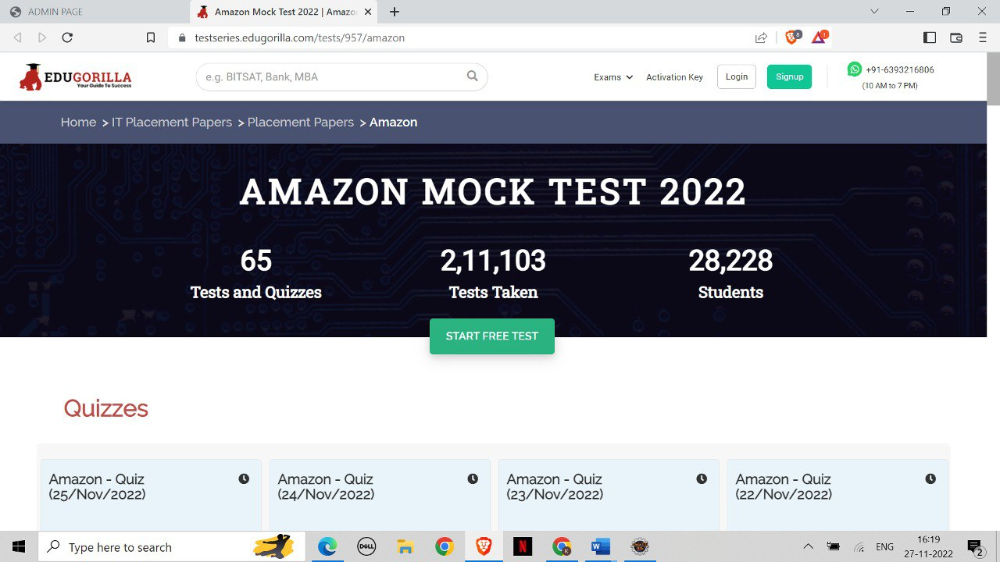 ADMIN PAGE
Amazon Mock Test 2022 | Amazo
testseries.edugorilla.com/tests/957/amazon
8
1
EDUGORILLA
Your Guide To Success
e.g. BITSAT, Bank, MBA
Exams
Activation Key
Login
Signup
+91-6393216806
(10 AM to 7 PM)
Home > IT Placement Papers > Placement Papers > Amazon
AMAZON MOCK TEST 2022
65
Tests and Quizzes
2,11,103
Tests Taken
28,228
Students
START FREE TEST
Quizzes
Amazon - Quiz
(25/Nov/2022)
Amazon - Quiz
(24/Nov/2022)
Amazon - Quiz
(23/Nov/2022)
Amazon - Quiz
(22/Nov/2022)
Type here to search
DELL
N
K
W
ENG
16:19
27-11-2022
2